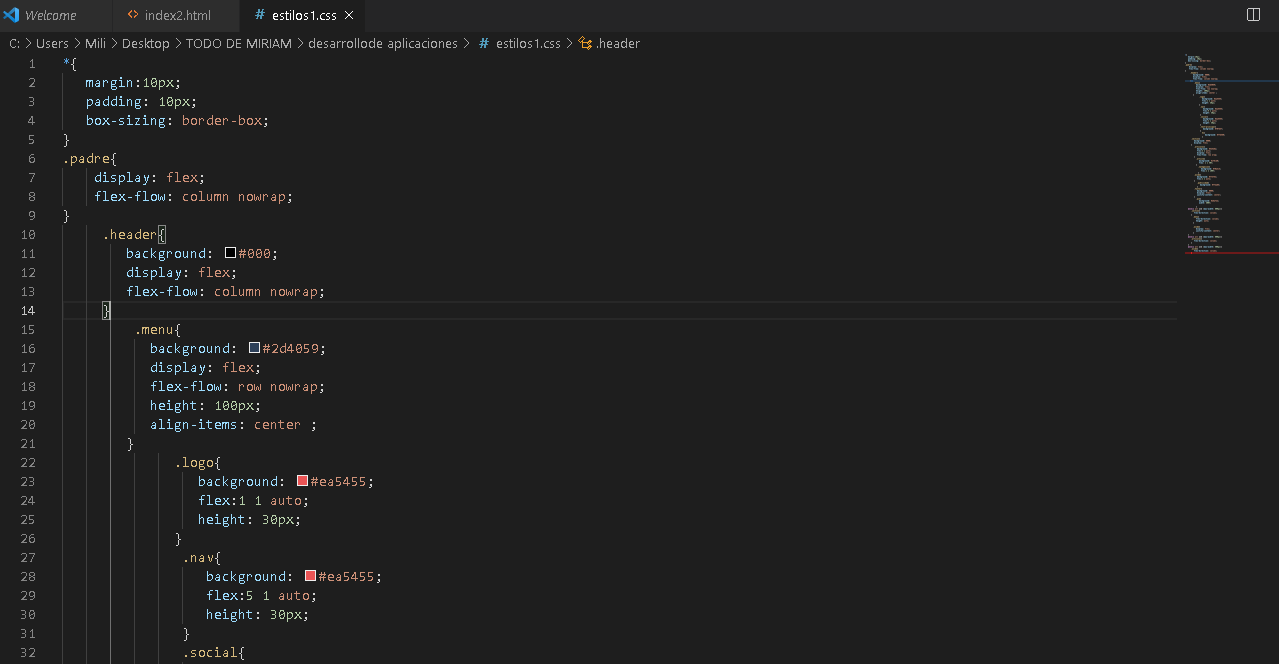 Welcome
index2.html
# estilos1.css
C: > Users > Mili > Desktop > TODO DE MIRIAM > desarrollode aplicaciones > # estilos1.css > .header
1 *{
2 margin:10px;
3 padding: 10px;
4 box-sizing: border-box;
5 }
6 .padre{
7 display: flex;
8 flex-flow: column nowrap;
9 }
10 .header{
11 background: #000;
12 display: flex;
13 flex-flow: column nowrap;
14 }
15 .menu{
16 background: #2d4059;
17 display: flex;
18 flex-flow: row nowrap;
19 height: 100px;
20 align-items: center ;
21 }
22 .logo{
23 background: #ea5455;
24 flex:1 1 auto;
25 height: 30px;
26 }
27 .nav{
28 background: #ea5455;
29 flex:5 1 auto;
30 height: 30px;
31 }
32 .social{